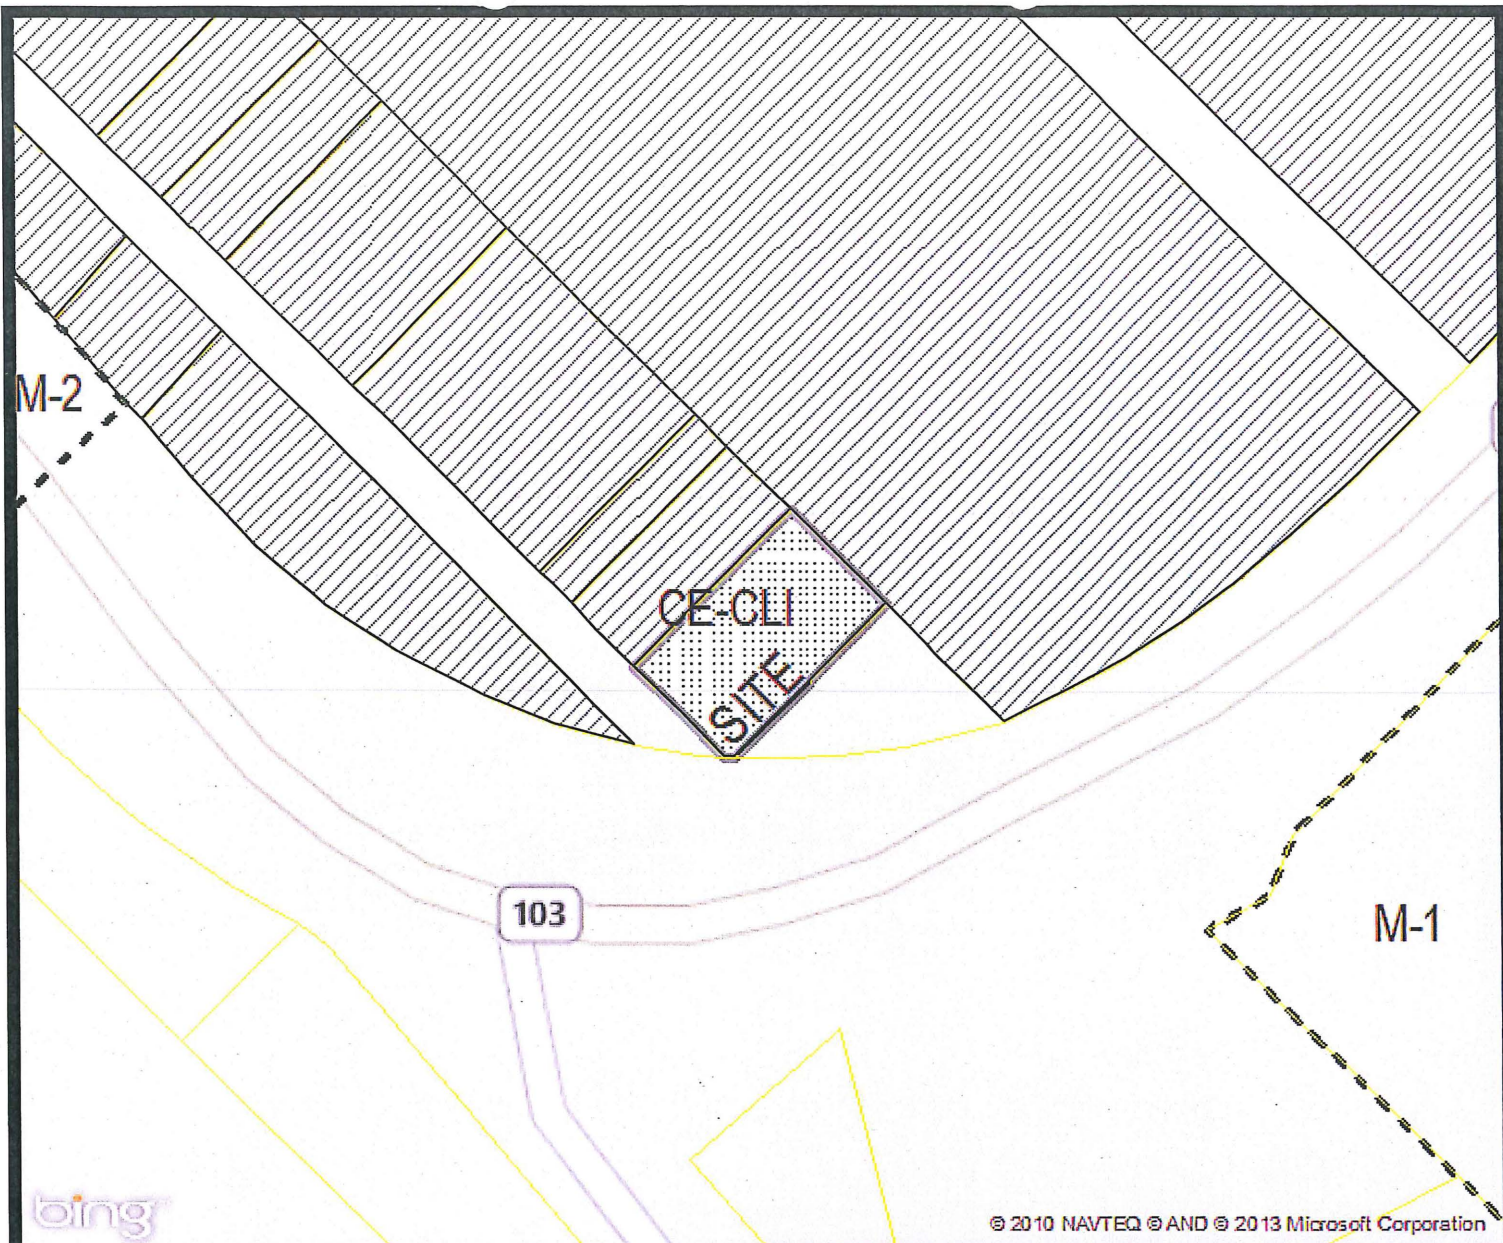 M-2
CE-CLI
SITE
103
M-1
bing
© 2010 NAVTEQ © AND © 2013 Microsoft Corporation